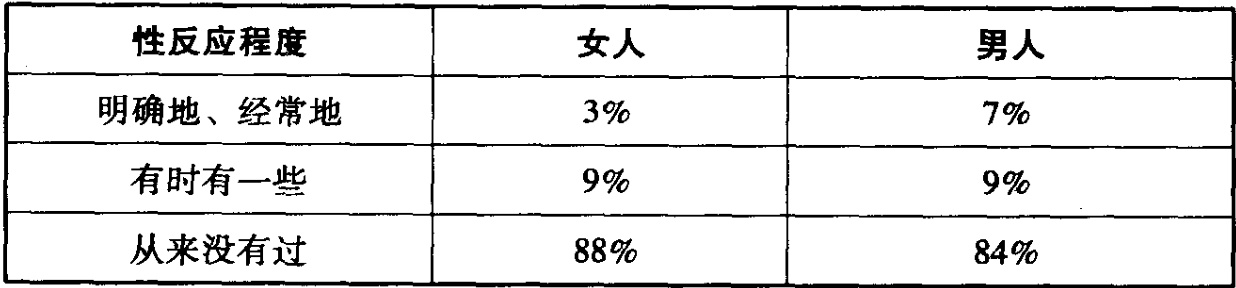 性反应程度 女人 男人
明确地、经常地 3% 7%
有时有一些 9% 9%
从来没有过 88% 84%